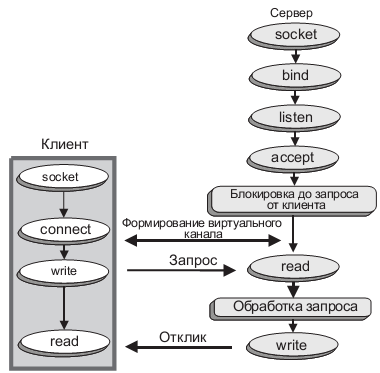 Сервер
socket
bind
listen
accept
Блокировка до запроса
от клиента
Клиент
socket
connect
write
read
Формирование виртуального
канала
Запрос
Отклик
read
Обработка запроса
write